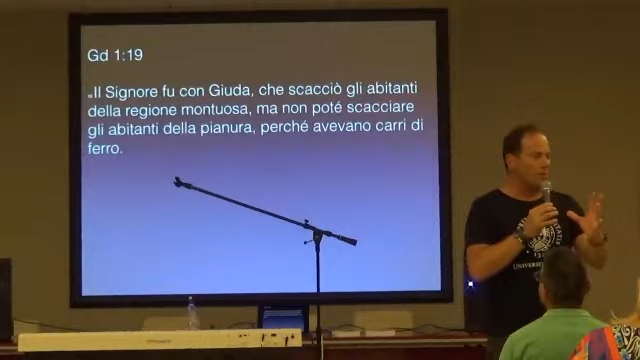 Gd 1:19
„Il Signore fu con Giuda, che scacciò gli abitanti
della regione montuosa, ma non poté scacciare
gli abitanti della pianura, perché avevano carri di
ferro.